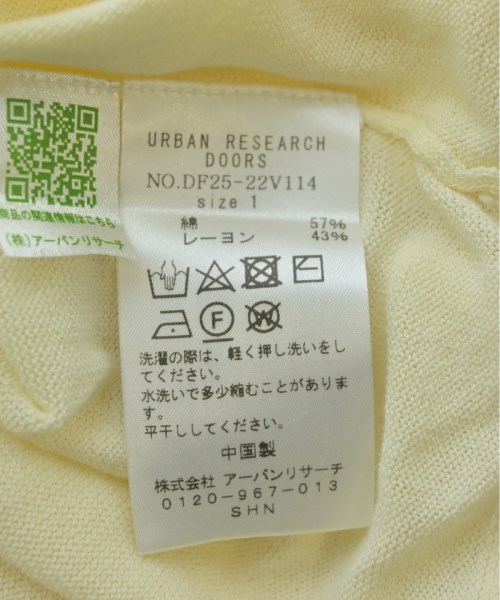 URBAN RESEARCH
DOORS
NO.DF25-22V114
size 1
綿 57%
レーヨン 43%
洗濯の際は、軽く押し洗いをし
てください。
水洗いで多少縮むことがありま
す。
平干ししてください。
中国製
株式会社 アーバンリサーチ
0120-967-013
SHN
商品の関連情報はこちら
(株)アーバンリサーチ